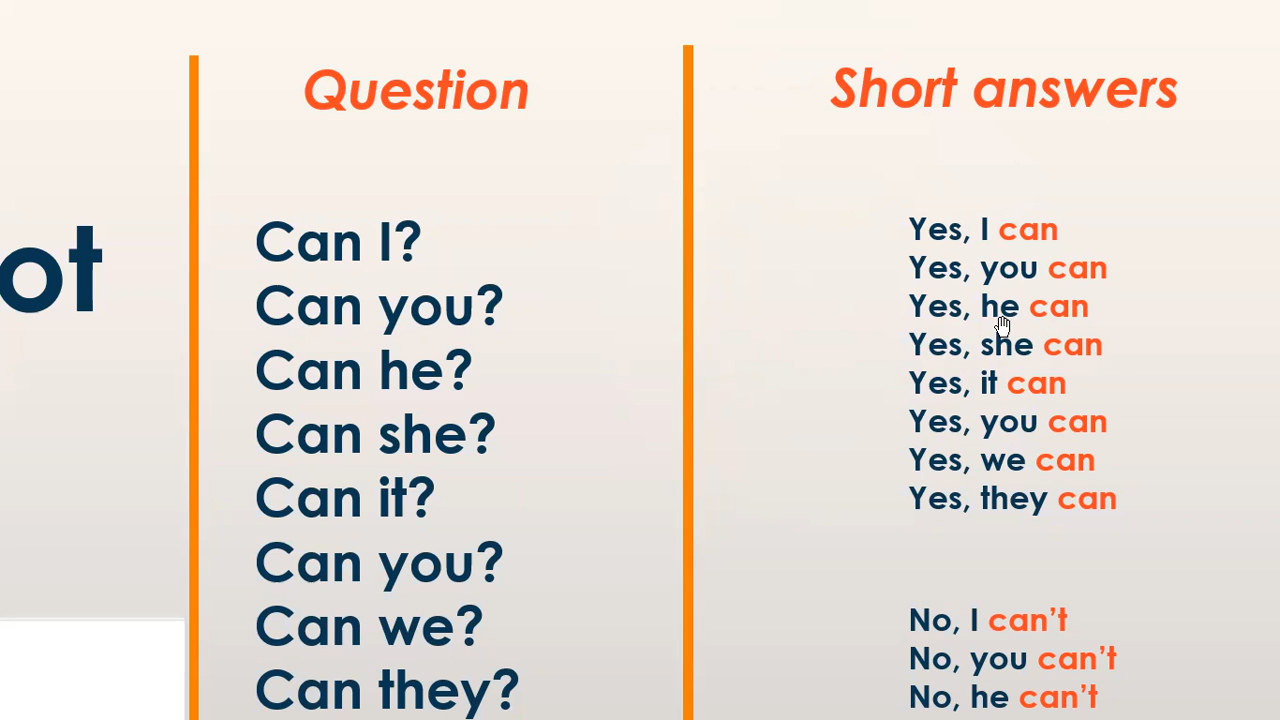 ot
Question
Can I?
Can you?
Can he?
Can she?
Can it?
Can you?
Can we?
Can they?
Short answers
Yes, I can
Yes, you can
Yes, he can
Yes, she can
Yes, it can
Yes, you can
Yes, we can
Yes, they can
No, I can’t
No, you can’t
No, he can’t